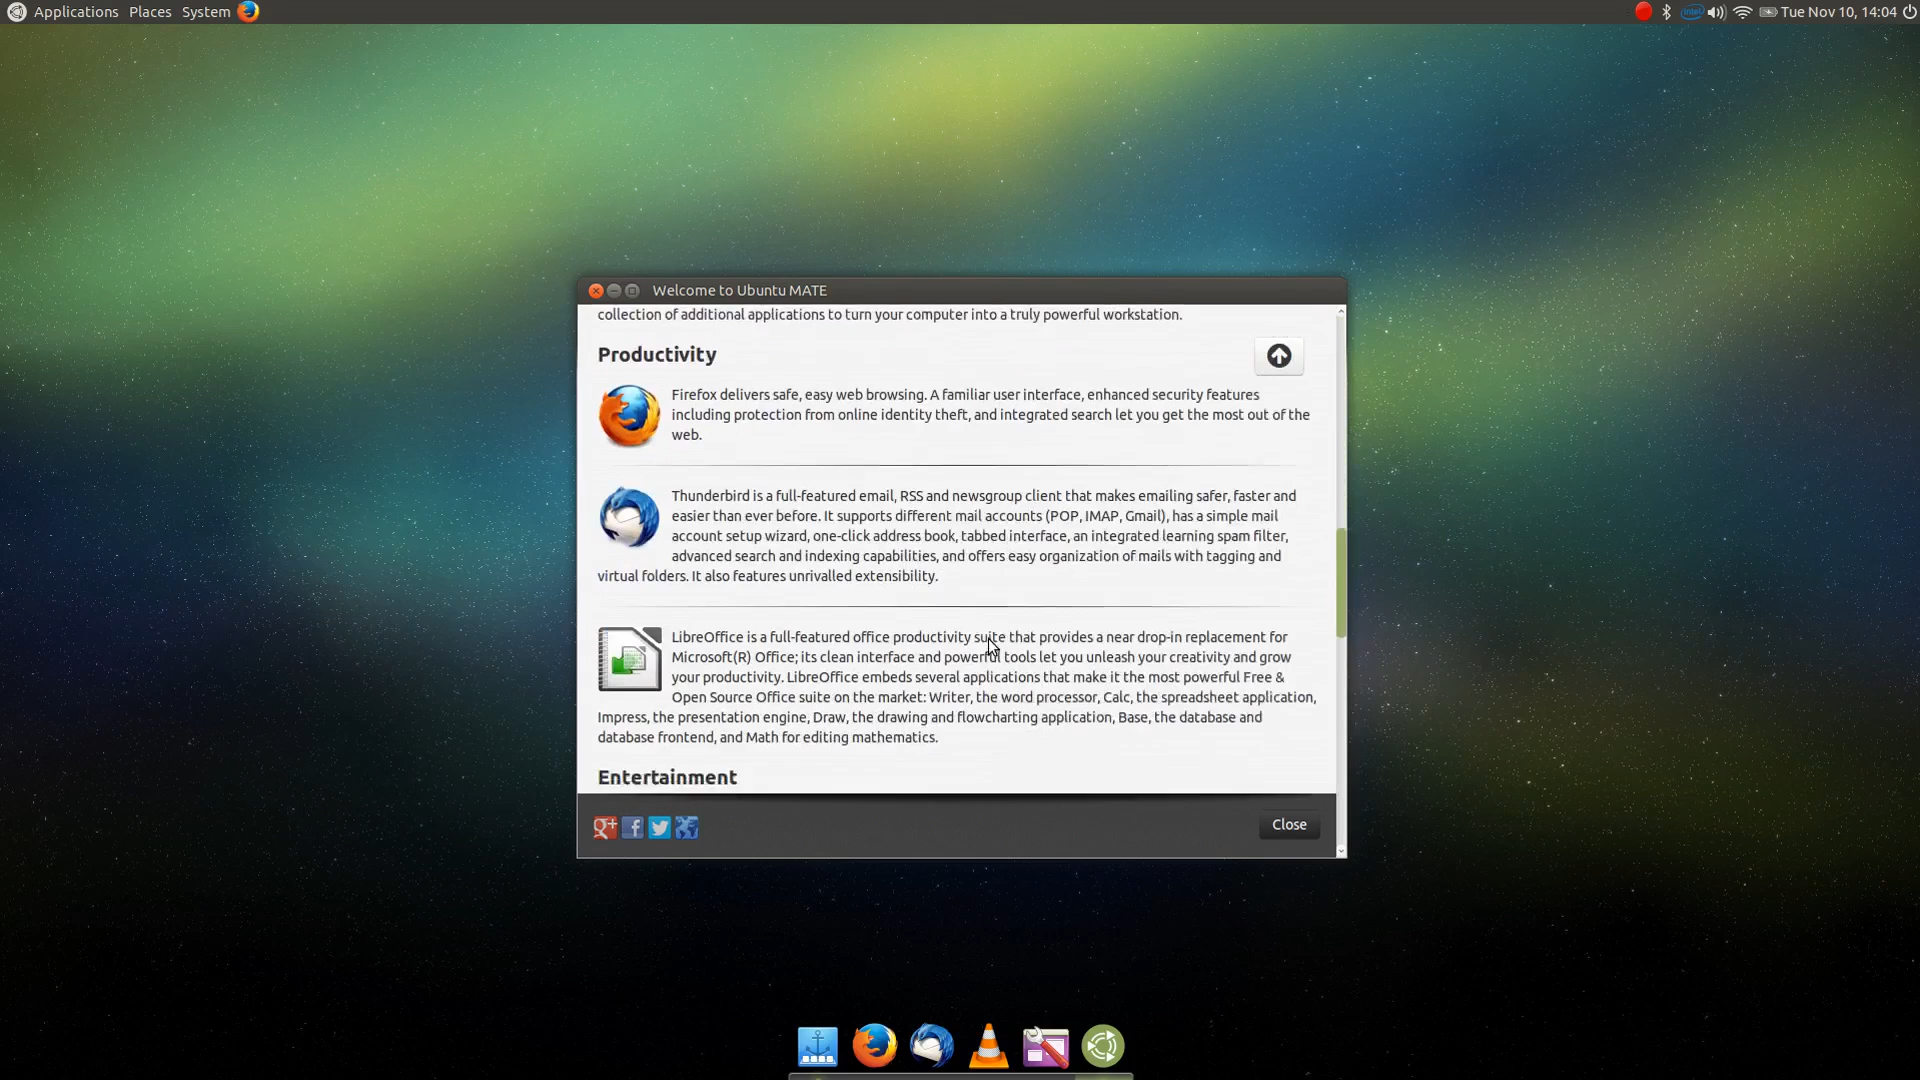 Applications Places System
intel Tue Nov 10, 14:04
Welcome to Ubuntu MATE
collection of additional applications to turn your computer into a truly powerful workstation.
Productivity
Firefox delivers safe, easy web browsing. A familiar user interface, enhanced security features
including protection from online identity theft, and integrated search let you get the most out of the
web.
Thunderbird is a full-featured email, RSS and newsgroup client that makes emailing safer, faster and
easier than ever before. It supports different mail accounts (POP, IMAP, Gmail), has a simple mail
account setup wizard, one-click address book, tabbed interface, an integrated learning spam filter,
advanced search and indexing capabilities, and offers easy organization of mails with tagging and
virtual folders. It also features unrivalled extensibility.
LibreOffice is a full-featured office productivity suite that provides a near drop-in replacement for
Microsoft(R) Office; its clean interface and powerful tools let you unleash your creativity and grow
your productivity. LibreOffice embeds several applications that make it the most powerful Free &
Open Source Office suite on the market: Writer, the word processor, Calc, the spreadsheet application,
Impress, the presentation engine, Draw, the drawing and flowcharting application, Base, the database and
database frontend, and Math for editing mathematics.
Entertainment
g+ f
Close